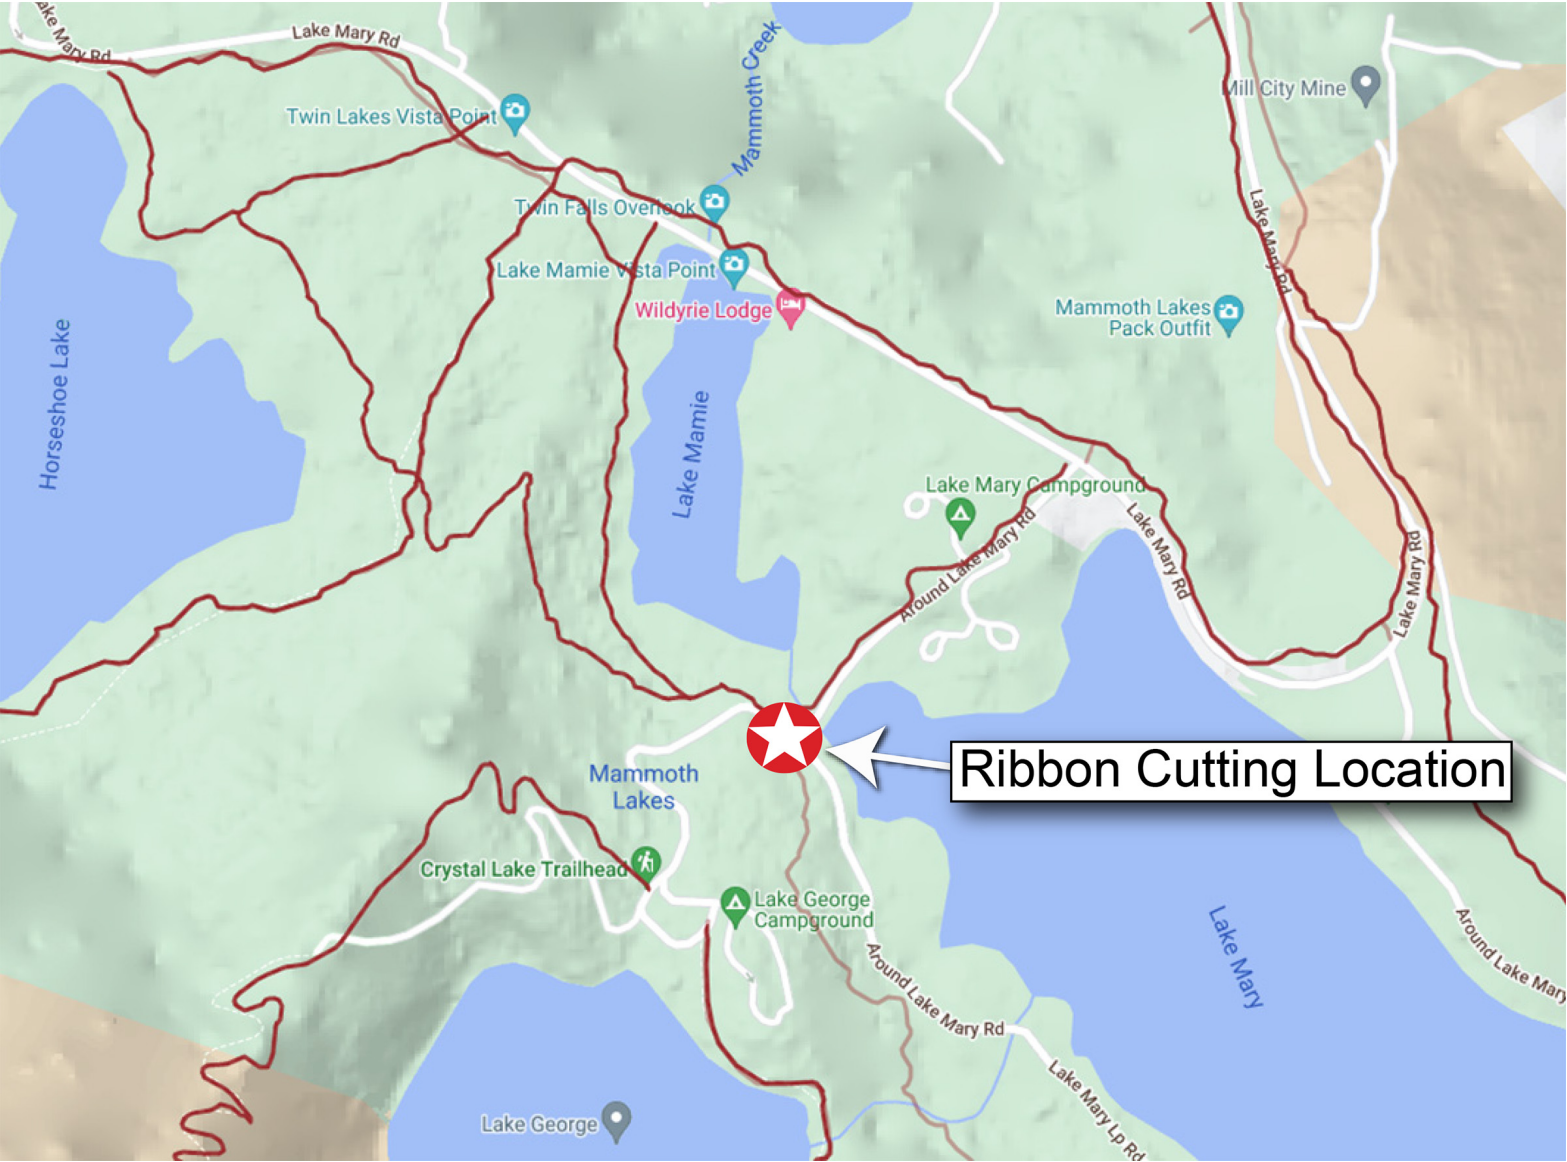 Lake Mary Rd
Lake Mary Rd
Mammoth Creek
Mill City Mine
Twin Lakes Vista Point
Twin Falls Overlook
Lake Mary Rd
Lake Mamie Vista Point
Wildyrie Lodge
Mammoth Lakes
Pack Outfit
Horseshoe Lake
Lake Mamie
Lake Mary Campground
Around Lake Mary Rd
Lake Mary Rd
Lake Mary Rd
Ribbon Cutting Location
Mammoth
Lakes
Crystal Lake Trailhead
Lake George
Campground
Lake Mary
Around Lake Mary
Around Lake Mary Rd
Lake Mary Lp Rd
Lake George